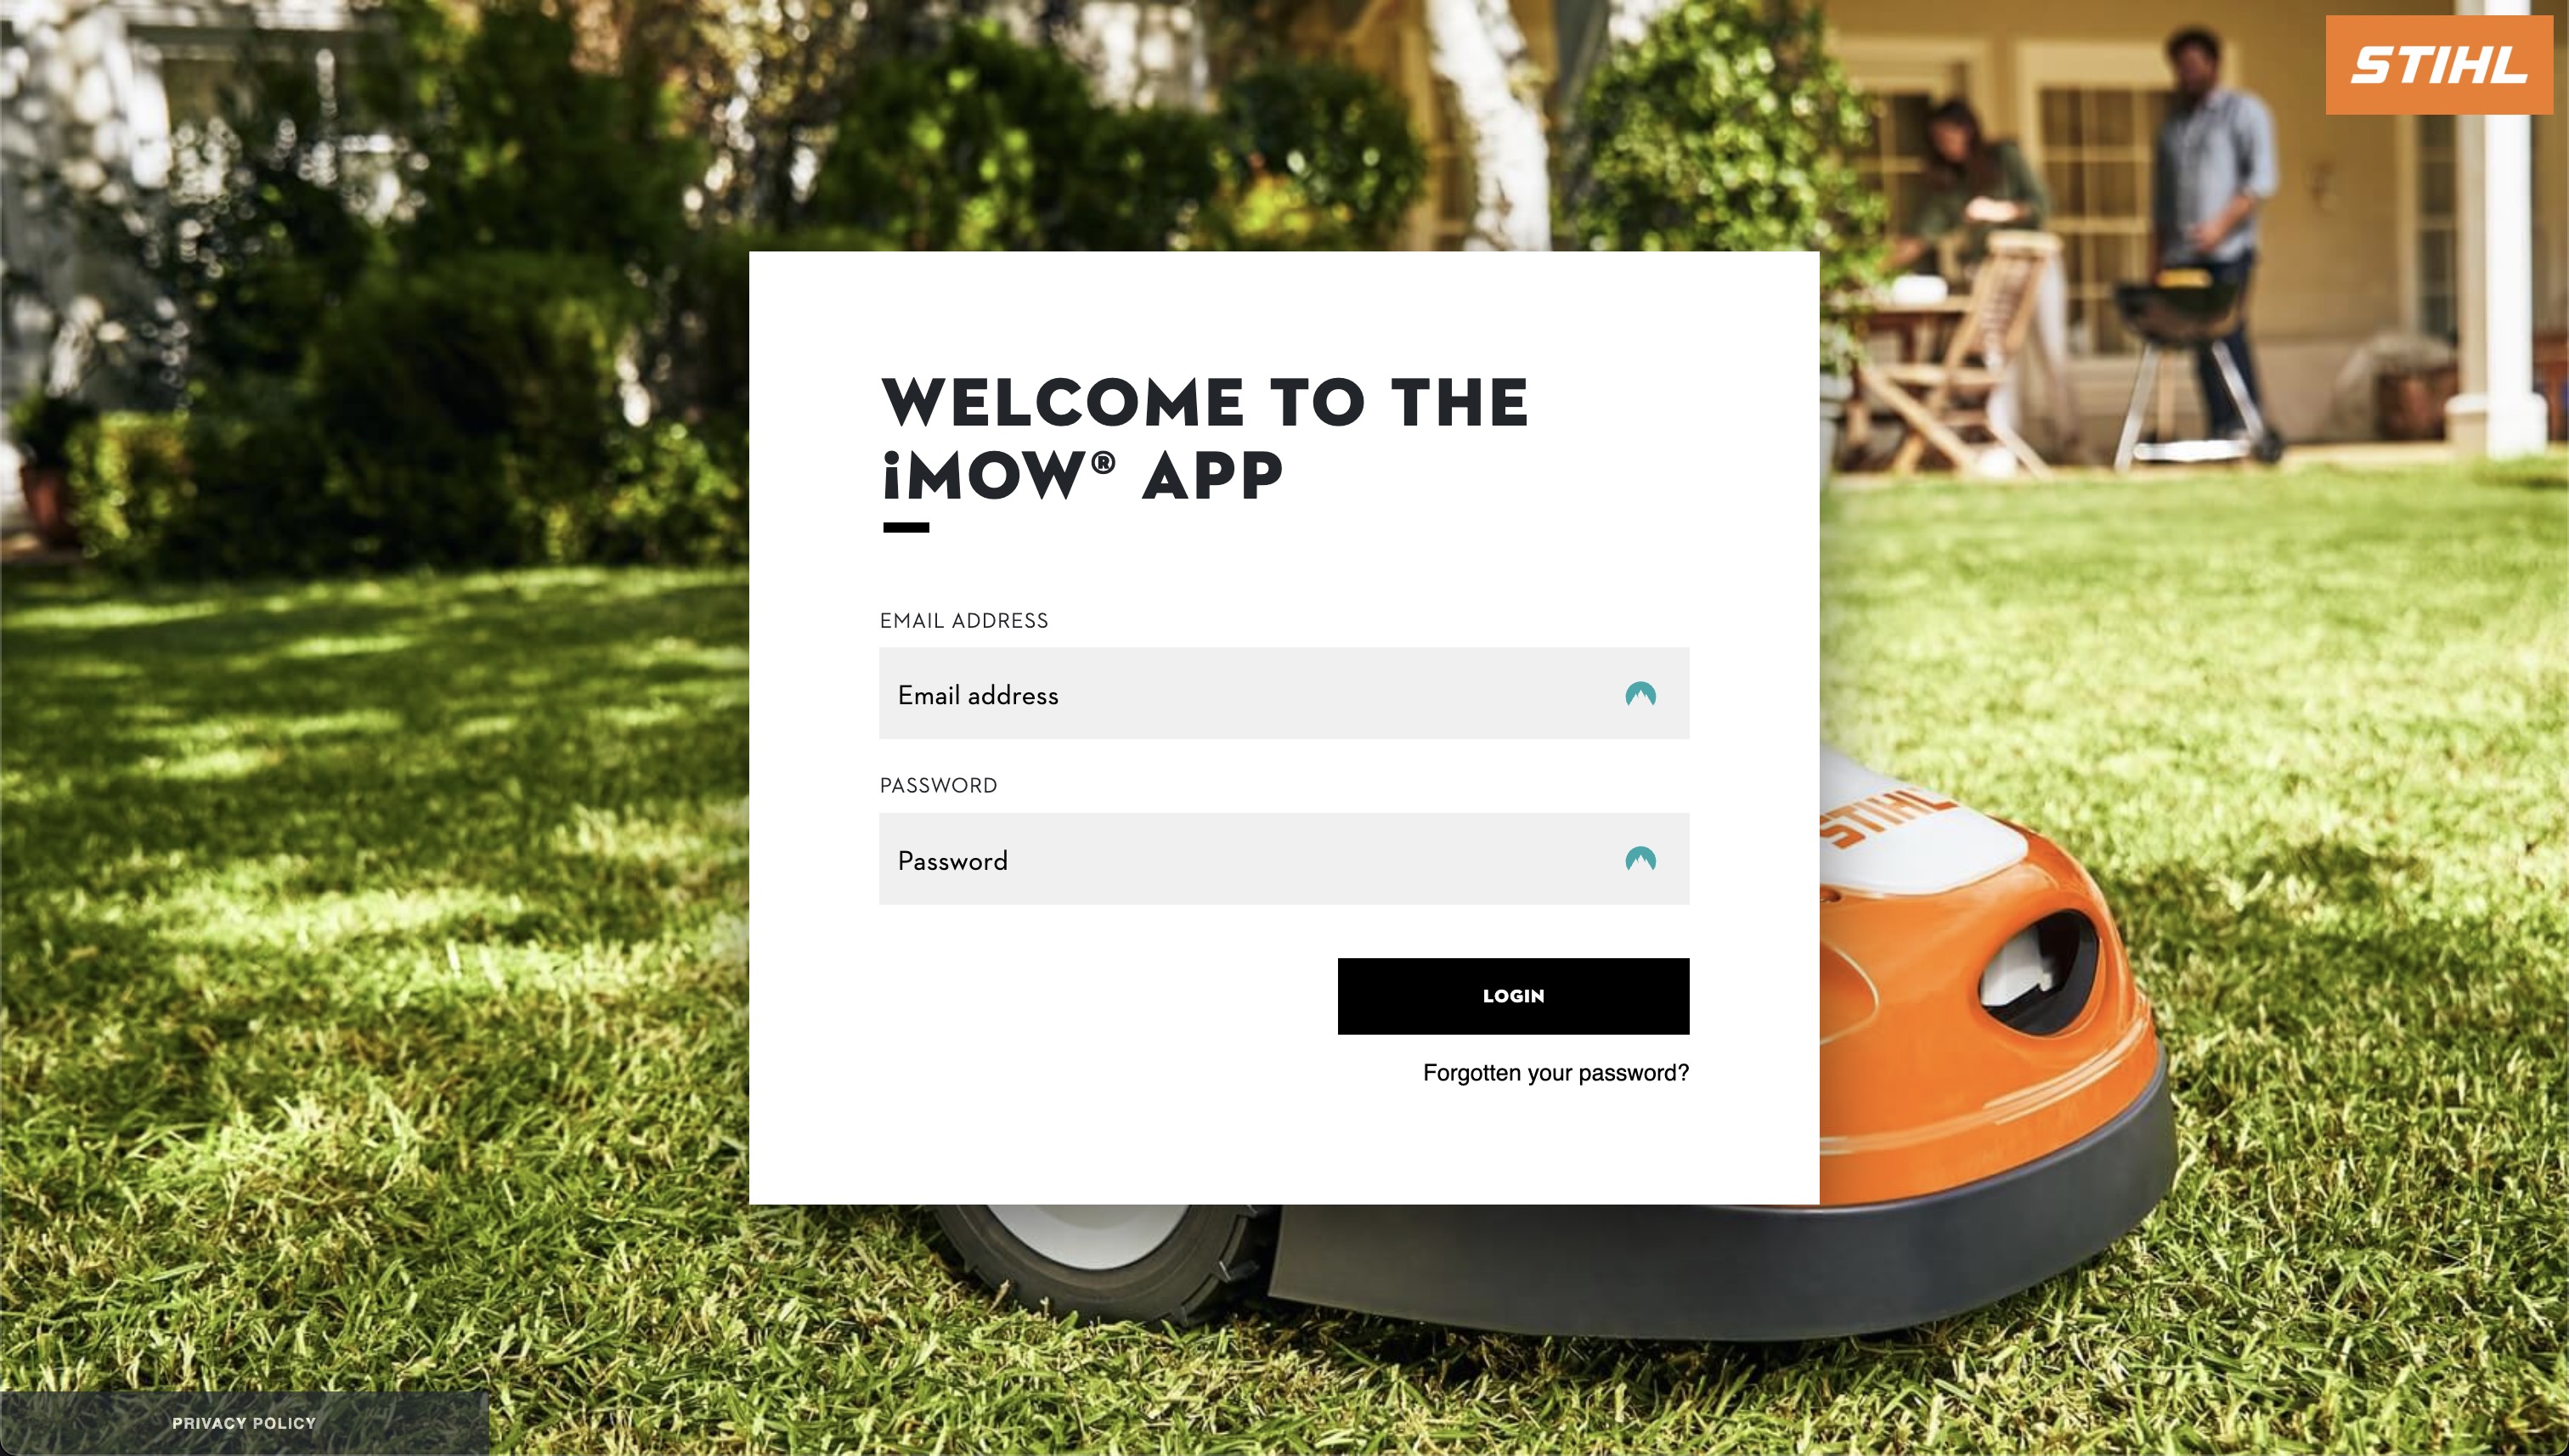 STIHL
WELCOME TO THE
iMOW® APP
EMAIL ADDRESS
Email address
PASSWORD
Password
STIHL
LOGIN
Forgotten your password?
PRIVACY POLICY